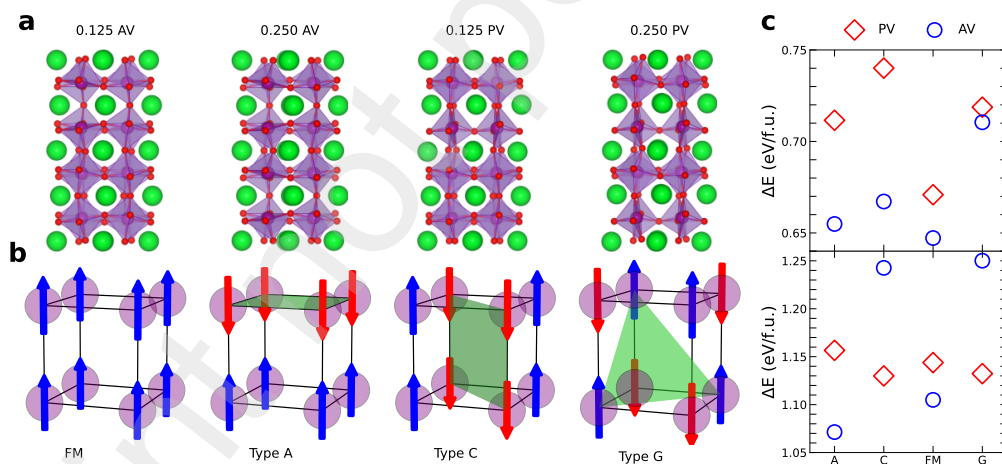 a
0.125 AV
0.250 AV
0.125 PV
0.250 PV
b
FM
Type A
Type C
Type G
c
PV
AV
0.75
0.70
0.65
ΔE (eV/f.u.)
1.25
1.20
1.15
1.10
1.05
ΔE (eV/f.u.)
A
C
FM
G